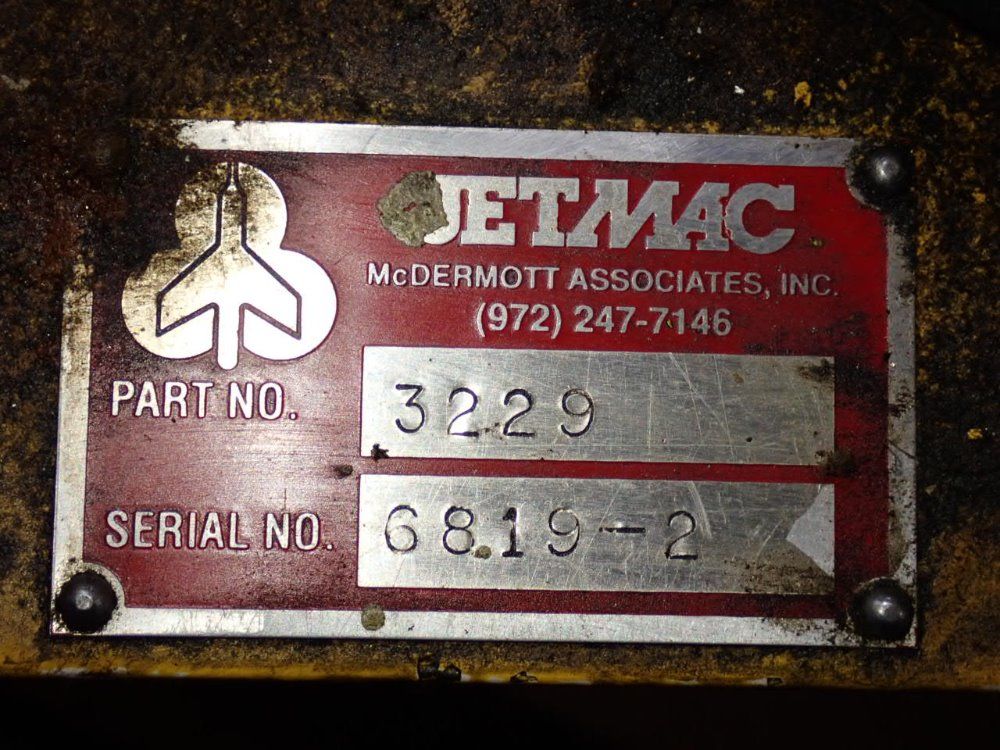 JETMAC
McDERMOTT ASSOCIATES, INC.
(972) 247-7146
PART NO. 3229
SERIAL NO. 6819-2